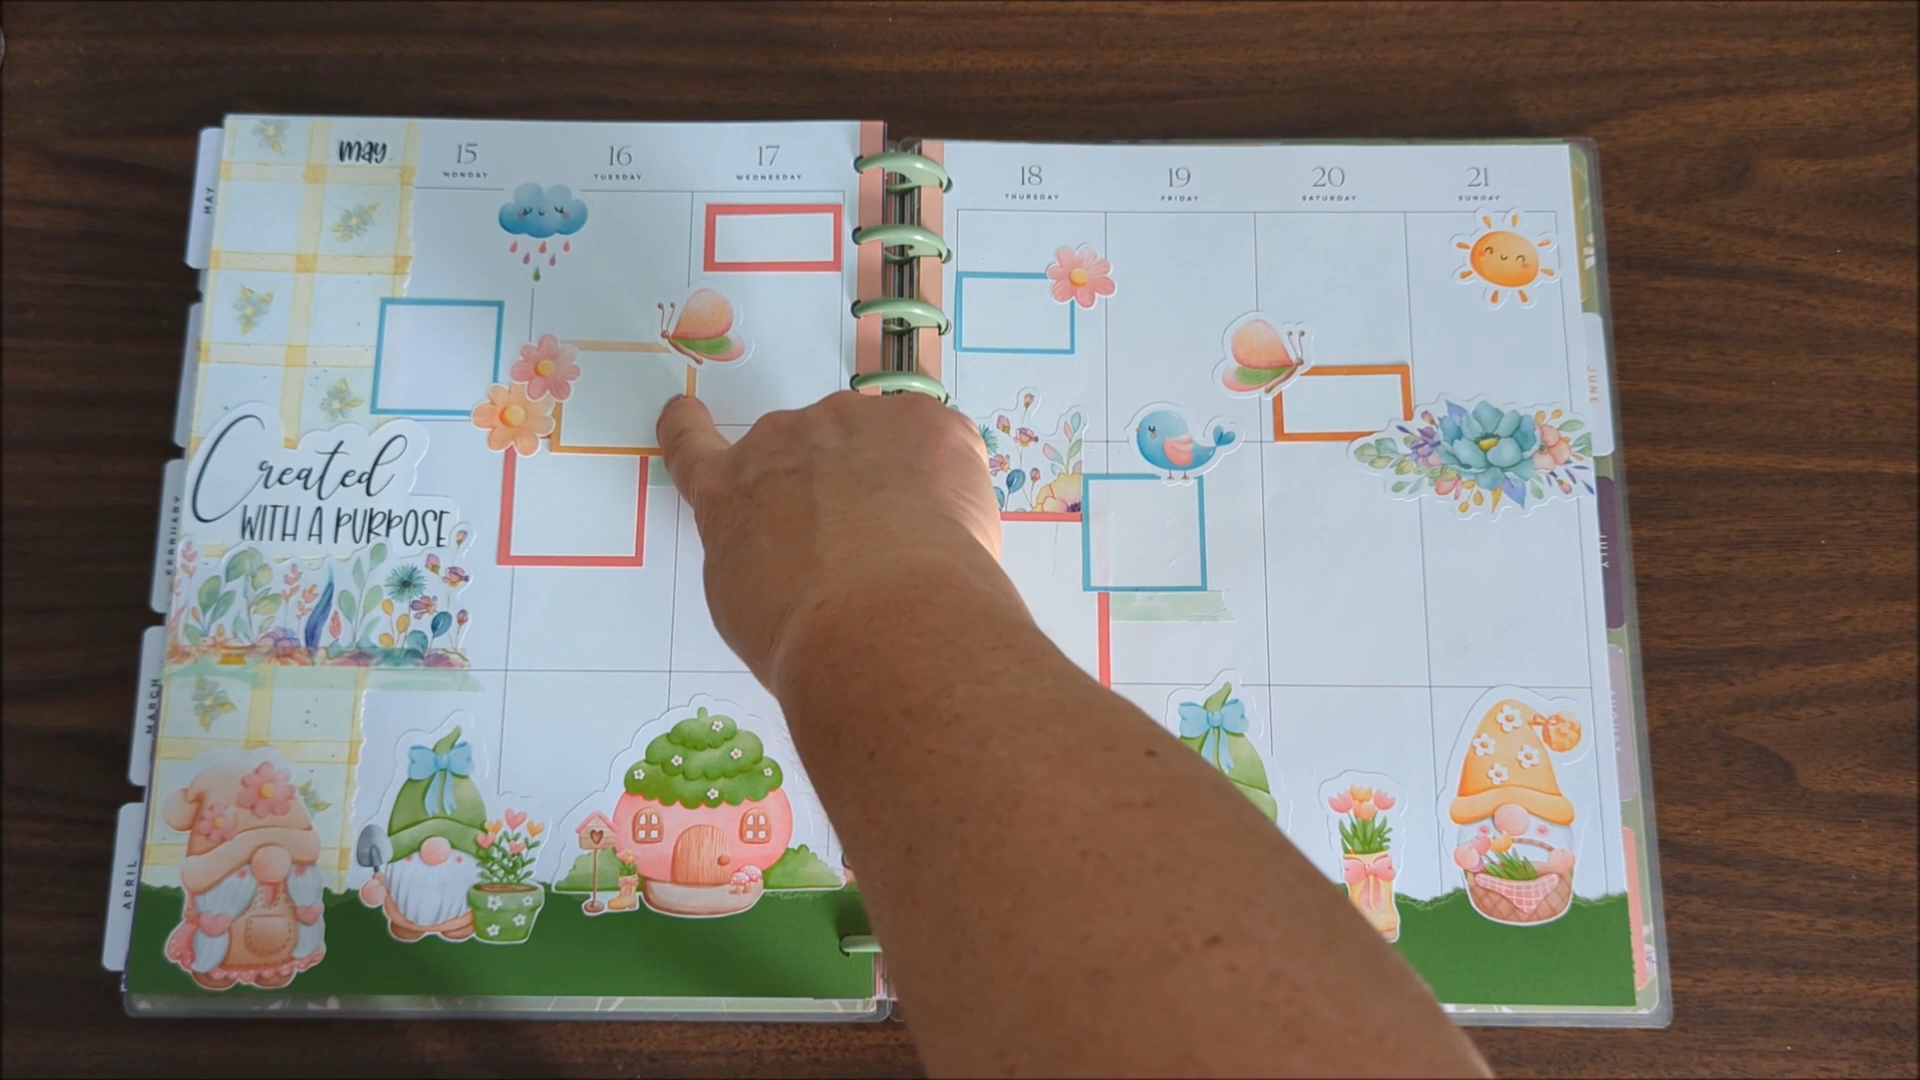 may
15
MONDAY
16
TUESDAY
17
WEDNESDAY
18
THURSDAY
19
FRIDAY
20
SATURDAY
21
SUNDAY
Created
WITH A PURPOSE
MAY
FEBRUARY
MARCH
APRIL
JUNE
JULY